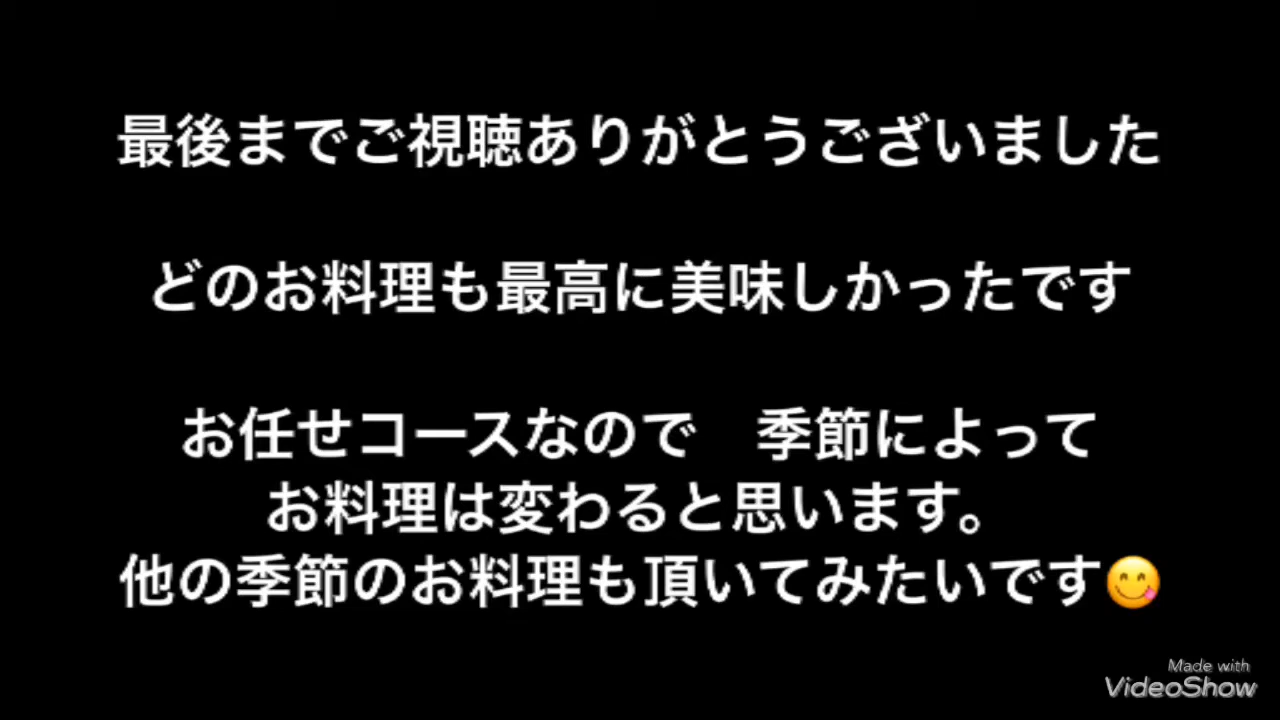 最後までご視聴ありがとうございました
どのお料理も最高に美味しかったです
お任せコースなので　季節によって
お料理は変わると思います。
他の季節のお料理も頂いてみたいです😋
Made with
VideoShow